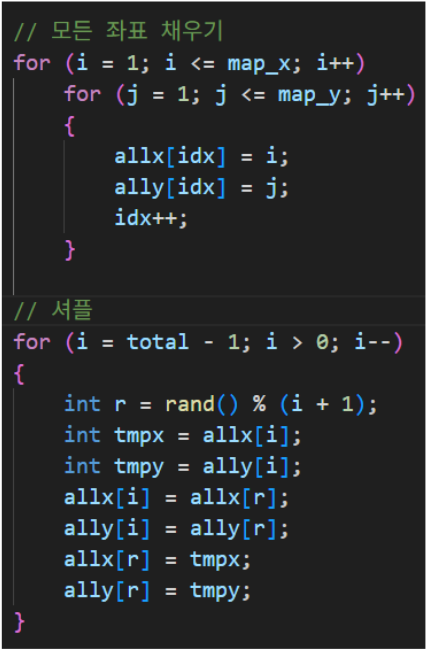 // 모든 좌표 채우기
for (i = 1; i <= map_x; i++)
    for (j = 1; j <= map_y; j++)
    {
        allx[idx] = i;
        ally[idx] = j;
        idx++;
    }

// 셔플
for (i = total - 1; i > 0; i--)
{
    int r = rand() % (i + 1);
    int tmpx = allx[i];
    int tmpy = ally[i];
    allx[i] = allx[r];
    ally[i] = ally[r];
    allx[r] = tmpx;
    ally[r] = tmpy;
}